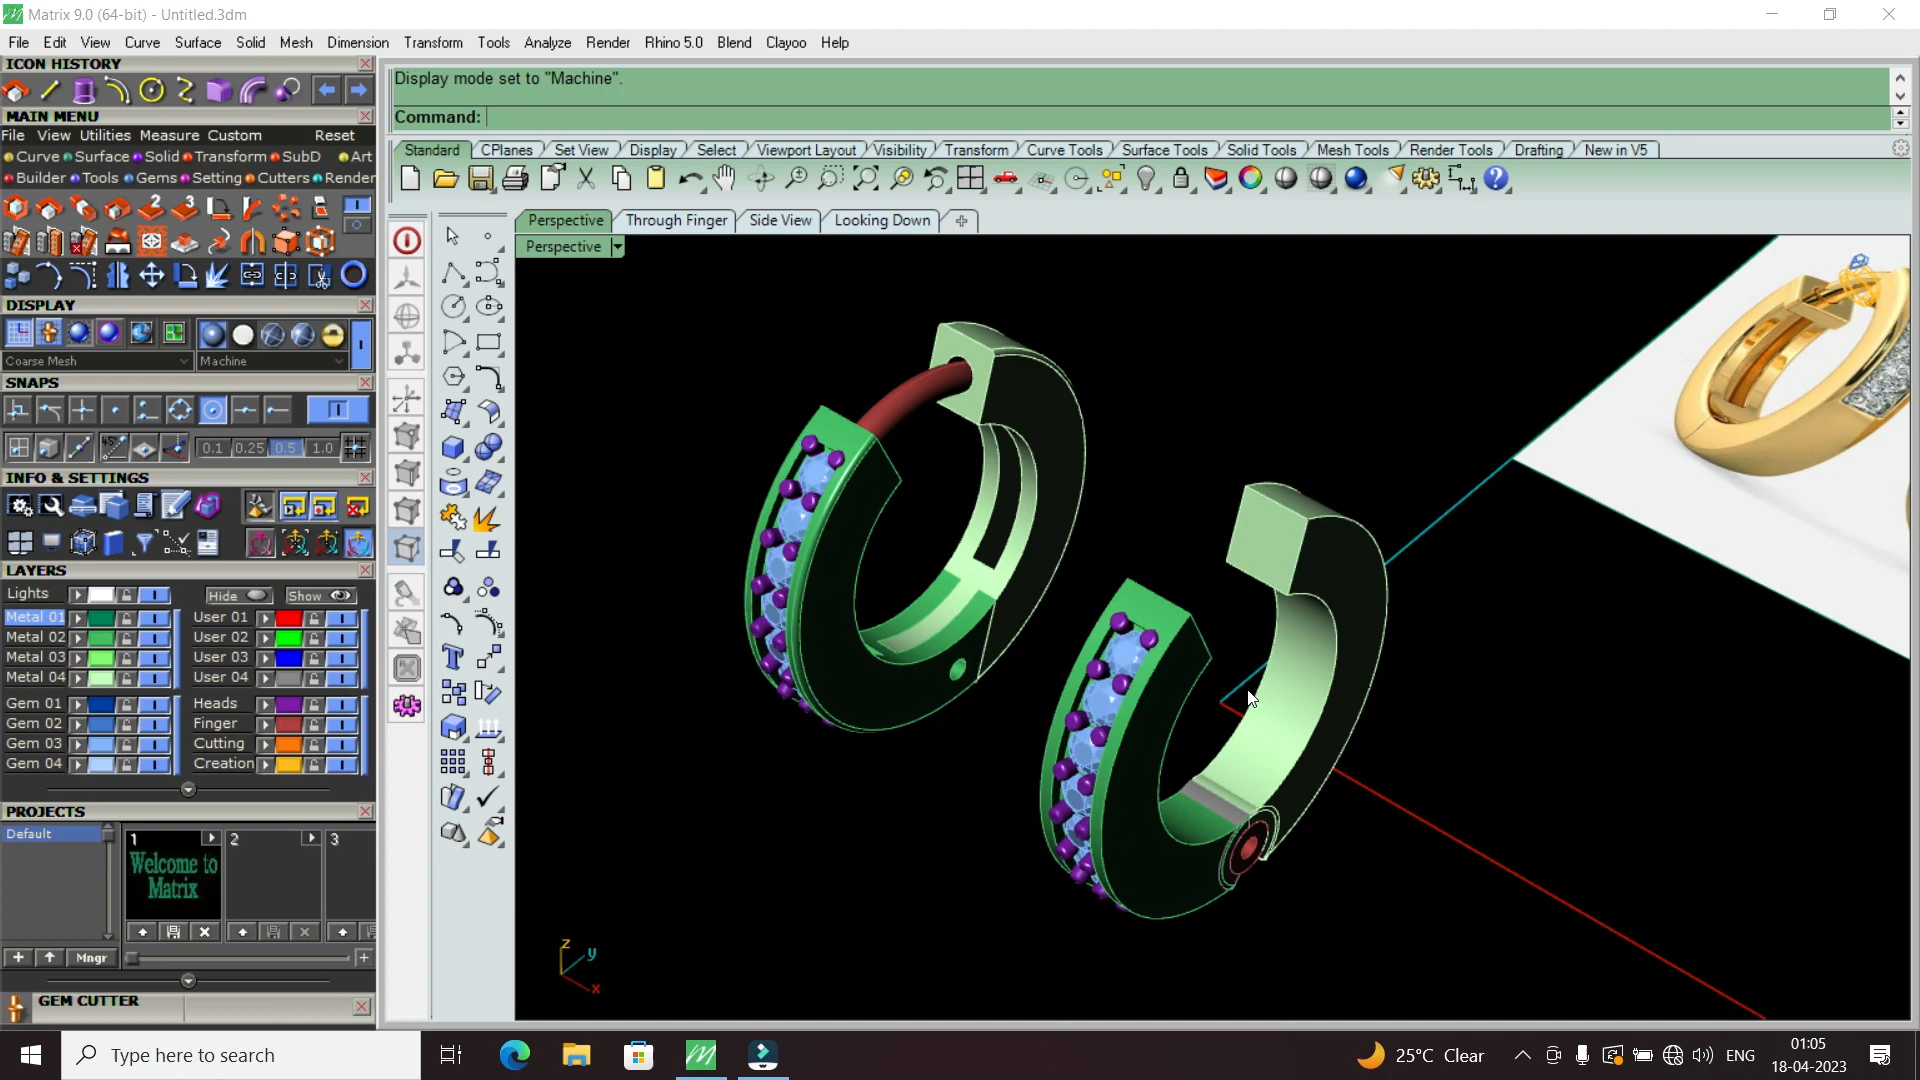 Matrix 9.0 (64-bit) - Untitled.3dm
File Edit View Curve Surface Solid Mesh Dimension Transform Tools Analyze Render Rhino 5.0 Blend Clayoo Help
ICON HISTORY
MAIN MENU
File View Utilities Measure Custom Reset
Curve Surface Solid Transform SubD Art
Builder Tools Gems Setting Cutters Render
2 3
DISPLAY
Coarse Mesh Machine
SNAPS
45°
0.1 0.25 0.5 1.0
INFO & SETTINGS
LAYERS
Lights Hide Show
Metal 01 User 01
Metal 02 User 02
Metal 03 User 03
Metal 04 User 04
Gem 01 Heads
Gem 02 Finger
Gem 03 Cutting
Gem 04 Creation
PROJECTS
Default
1 2 3
Welcome to
Matrix
Mngr
GEM CUTTER
Display mode set to "Machine".
Command:
Standard CPlanes Set View Display Select Viewport Layout Visibility Transform Curve Tools Surface Tools Solid Tools Mesh Tools Render Tools Drafting New in V5
Perspective Through Finger Side View Looking Down
Perspective
z
y
x
Type here to search
25°C Clear
ENG
01:05
18-04-2023